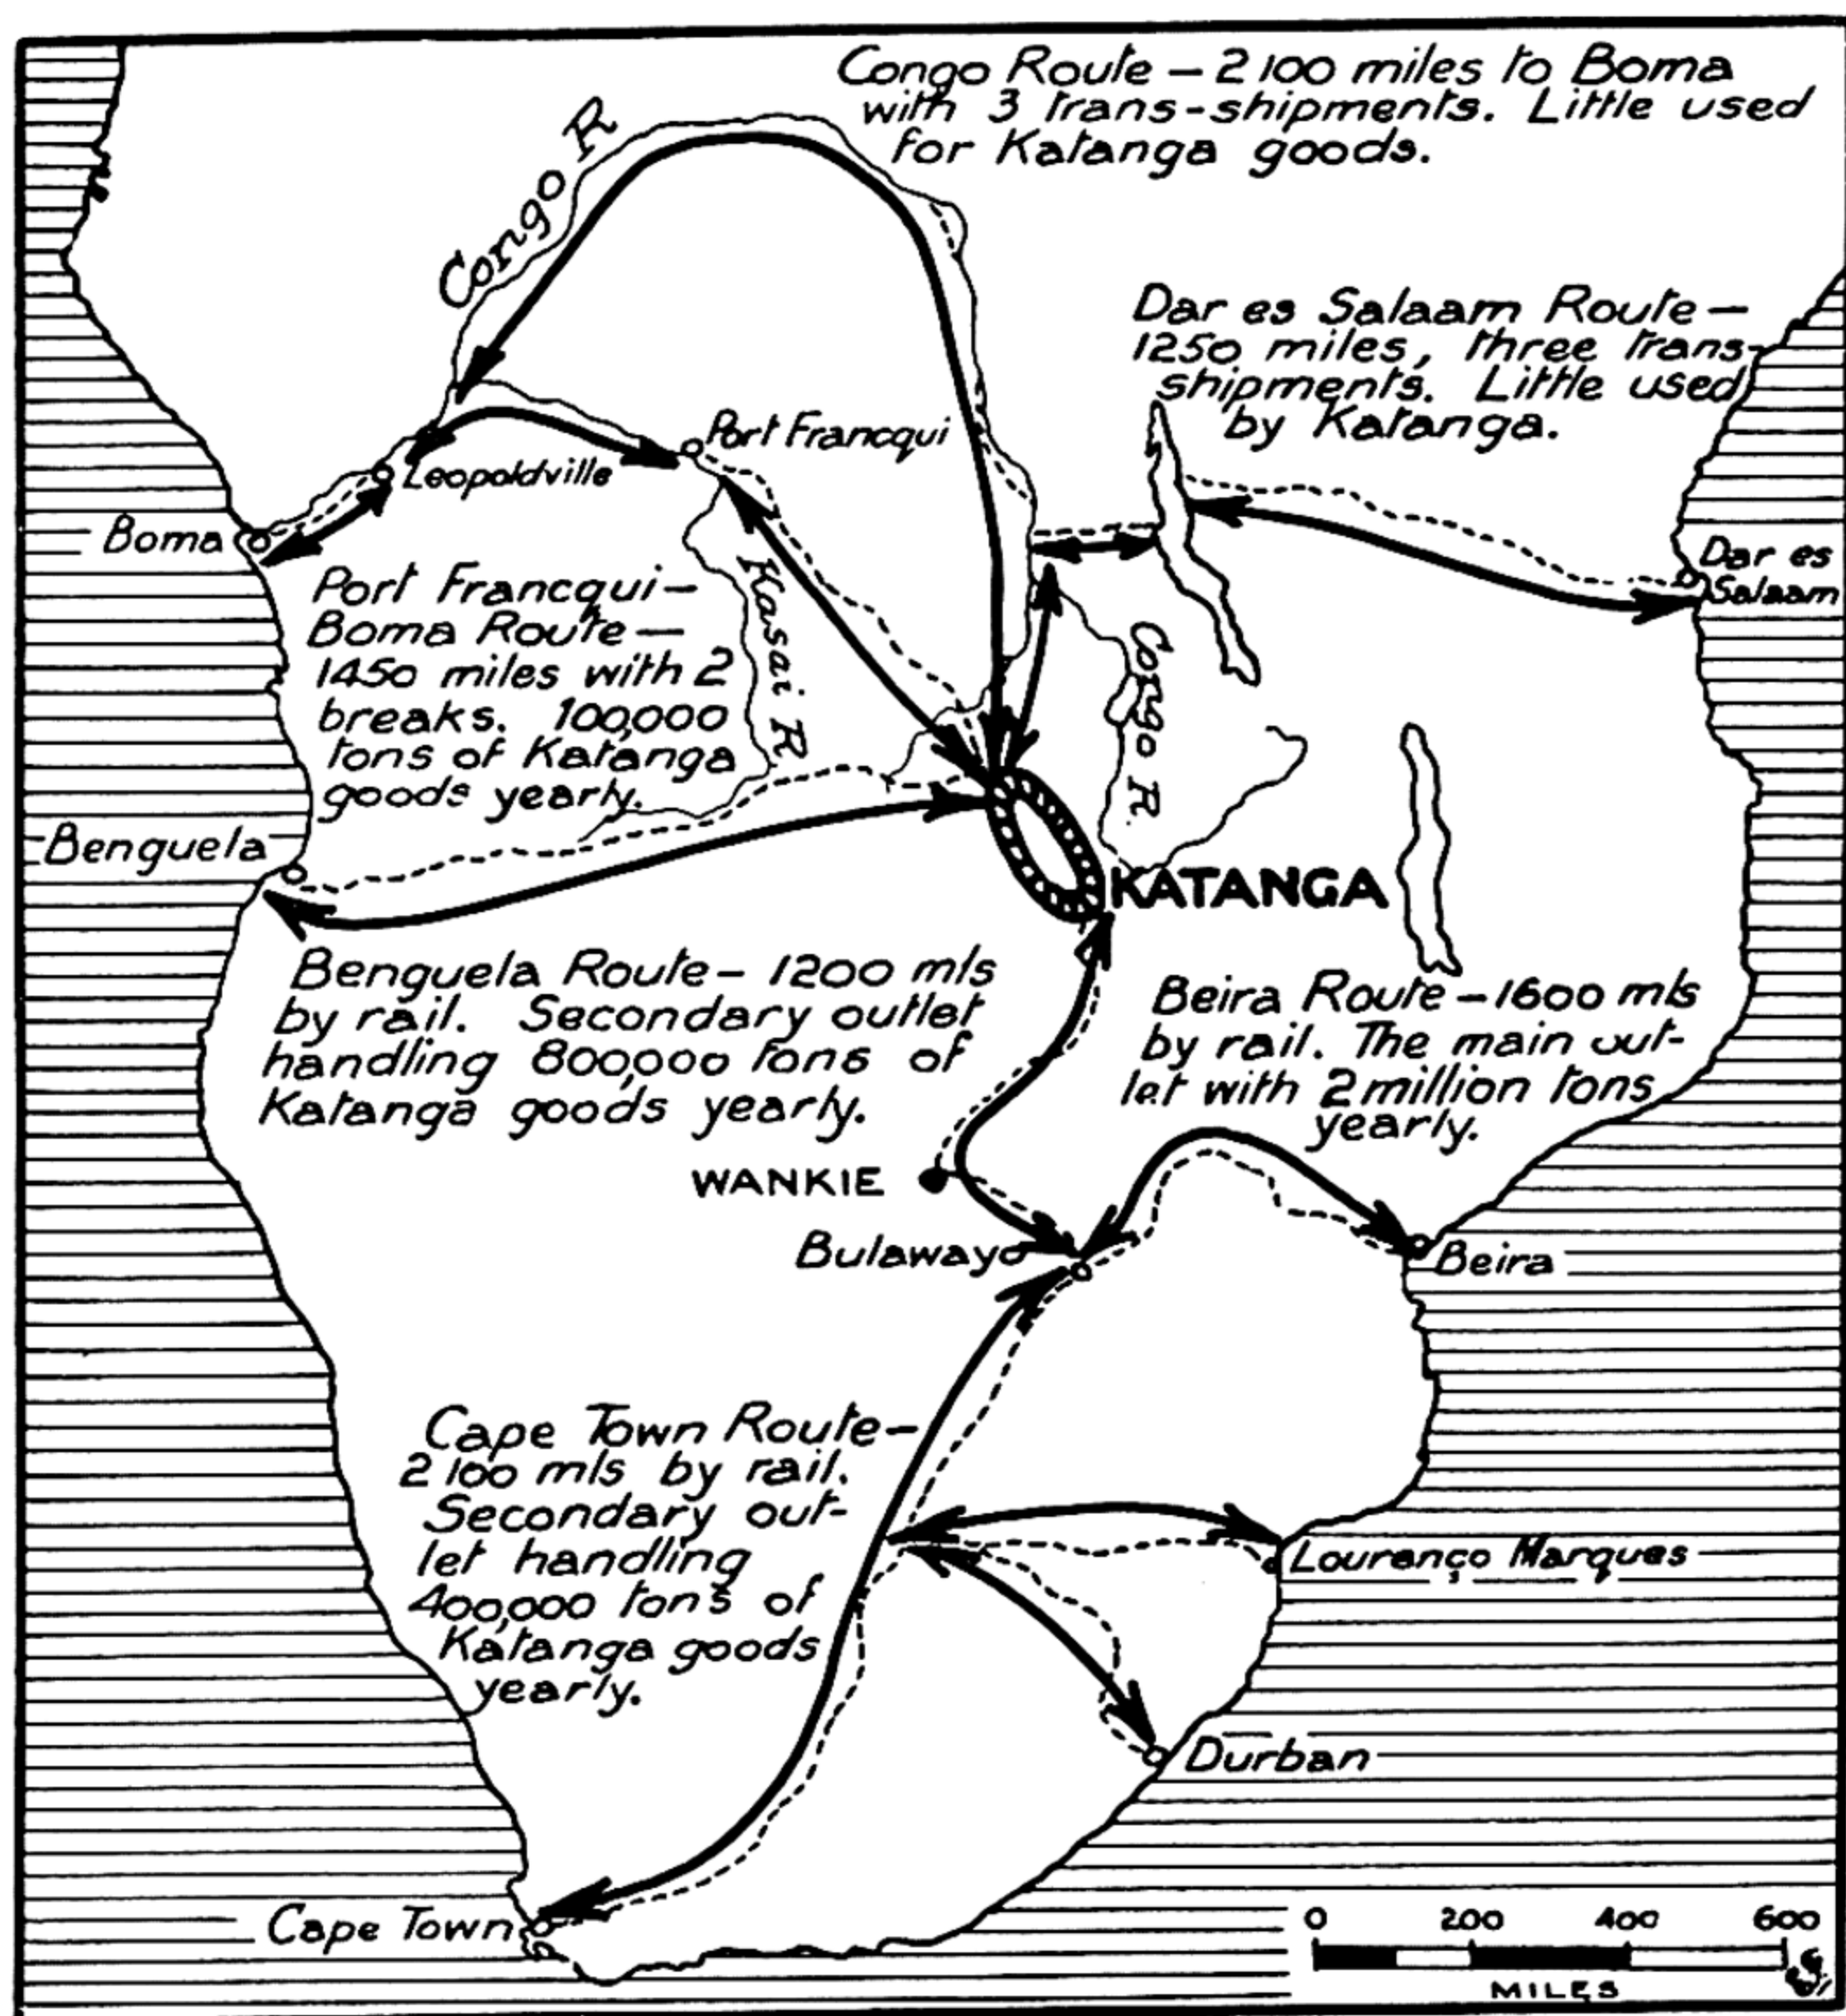 Congo Route – 2100 miles to Boma
with 3 trans-shipments. Little used
for Katanga goods.
Congo R
Dar es Salaam Route –
1250 miles, three trans-
shipments. Little used
by Katanga.
Port Francqui
Leopoldville
Boma
Dar es
Salaam
Port Francqui –
Boma Route –
1450 miles with 2
breaks. 100,000
tons of Katanga
goods yearly.
Kasai R
Congo R.
Benguela
KATANGA
Benguela Route – 1200 mls
by rail. Secondary outlet
handling 800,000 tons of
Katanga goods yearly.
Beira Route – 1600 mls
by rail. The main out-
let with 2 million tons
yearly.
WANKIE
Bulawayo
Beira
Cape Town Route –
2100 mls by rail.
Secondary out-
let handling
400,000 tons of
Katanga goods
yearly.
Lourenço Marques
Durban
Cape Town
0 200 400 600
MILES